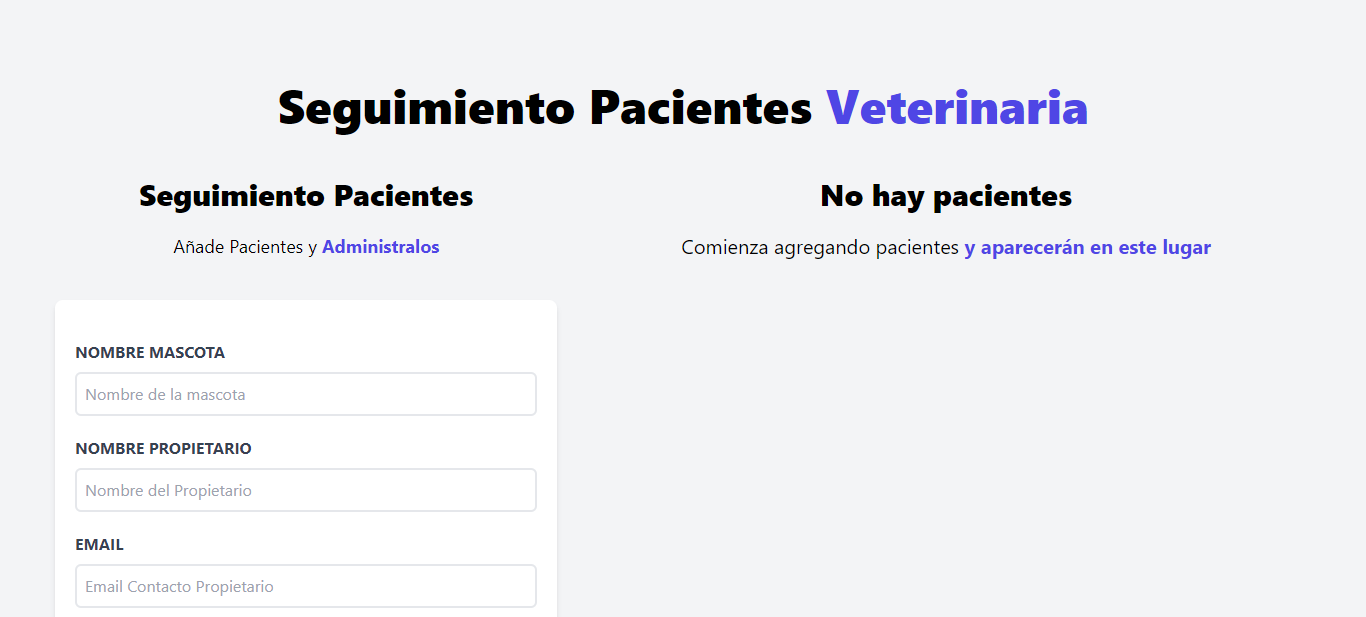 Seguimiento Pacientes Veterinaria
Seguimiento Pacientes
Añade Pacientes y Administralos
NOMBRE MASCOTA
Nombre de la mascota
NOMBRE PROPIETARIO
Nombre del Propietario
EMAIL
Email Contacto Propietario
No hay pacientes
Comienza agregando pacientes y aparecerán en este lugar